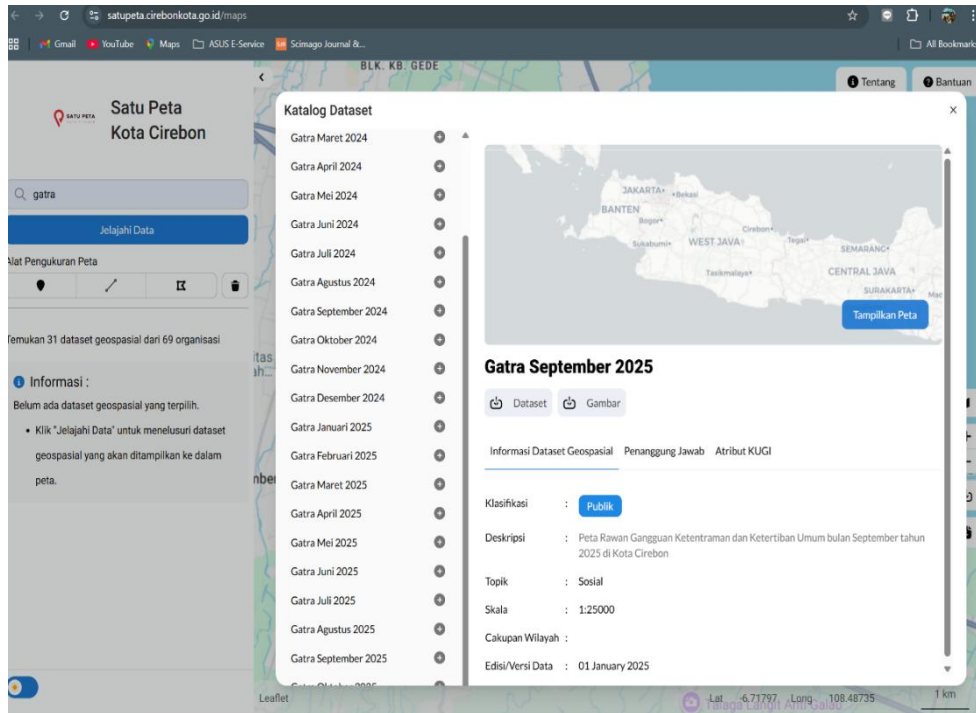 satupeta.cirebonkota.go.id/maps
Gmail YouTube Maps ASUS E-Service Scimago Journal &... All Bookmarks
BLK. KB. GEDE
Tentang Bantuan
SATU PETA
Satu Peta
Kota Cirebon
gatra
Jelajahi Data
Alat Pengukuran Peta
Temukan 31 dataset geospasial dari 69 organisasi
Informasi :
Belum ada dataset geospasial yang terpilih.
Klik "Jelajahi Data" untuk menelusuri dataset
geospasial yang akan ditampilkan ke dalam
peta.
Katalog Dataset
Gatra Maret 2024
Gatra April 2024
Gatra Mei 2024
Gatra Juni 2024
Gatra Juli 2024
Gatra Agustus 2024
Gatra September 2024
Gatra Oktober 2024
Gatra November 2024
Gatra Desember 2024
Gatra Januari 2025
Gatra Februari 2025
Gatra Maret 2025
Gatra April 2025
Gatra Mei 2025
Gatra Juni 2025
Gatra Juli 2025
Gatra Agustus 2025
Gatra September 2025
Gatra Oktober 2025
JAKARTA Bekasi
BANTEN
Bogor Cirebon
Sukabumi WEST JAVA Tegal SEMARANG
Tasikmalaya CENTRAL JAVA
SURAKARTA
Tampilkan Peta
Gatra September 2025
Dataset Gambar
Informasi Dataset Geospasial Penanggung Jawab Atribut KUGI
Klasifikasi : Publik
Deskripsi : Peta Rawan Gangguan Ketentraman dan Ketertiban Umum bulan September tahun
2025 di Kota Cirebon
Topik : Sosial
Skala : 1:25000
Cakupan Wilayah :
Edisi/Versi Data : 01 January 2025
Leaflet
Lat -6.71797 Long 108.48735
Talaga Langit Anti Galau
1 km